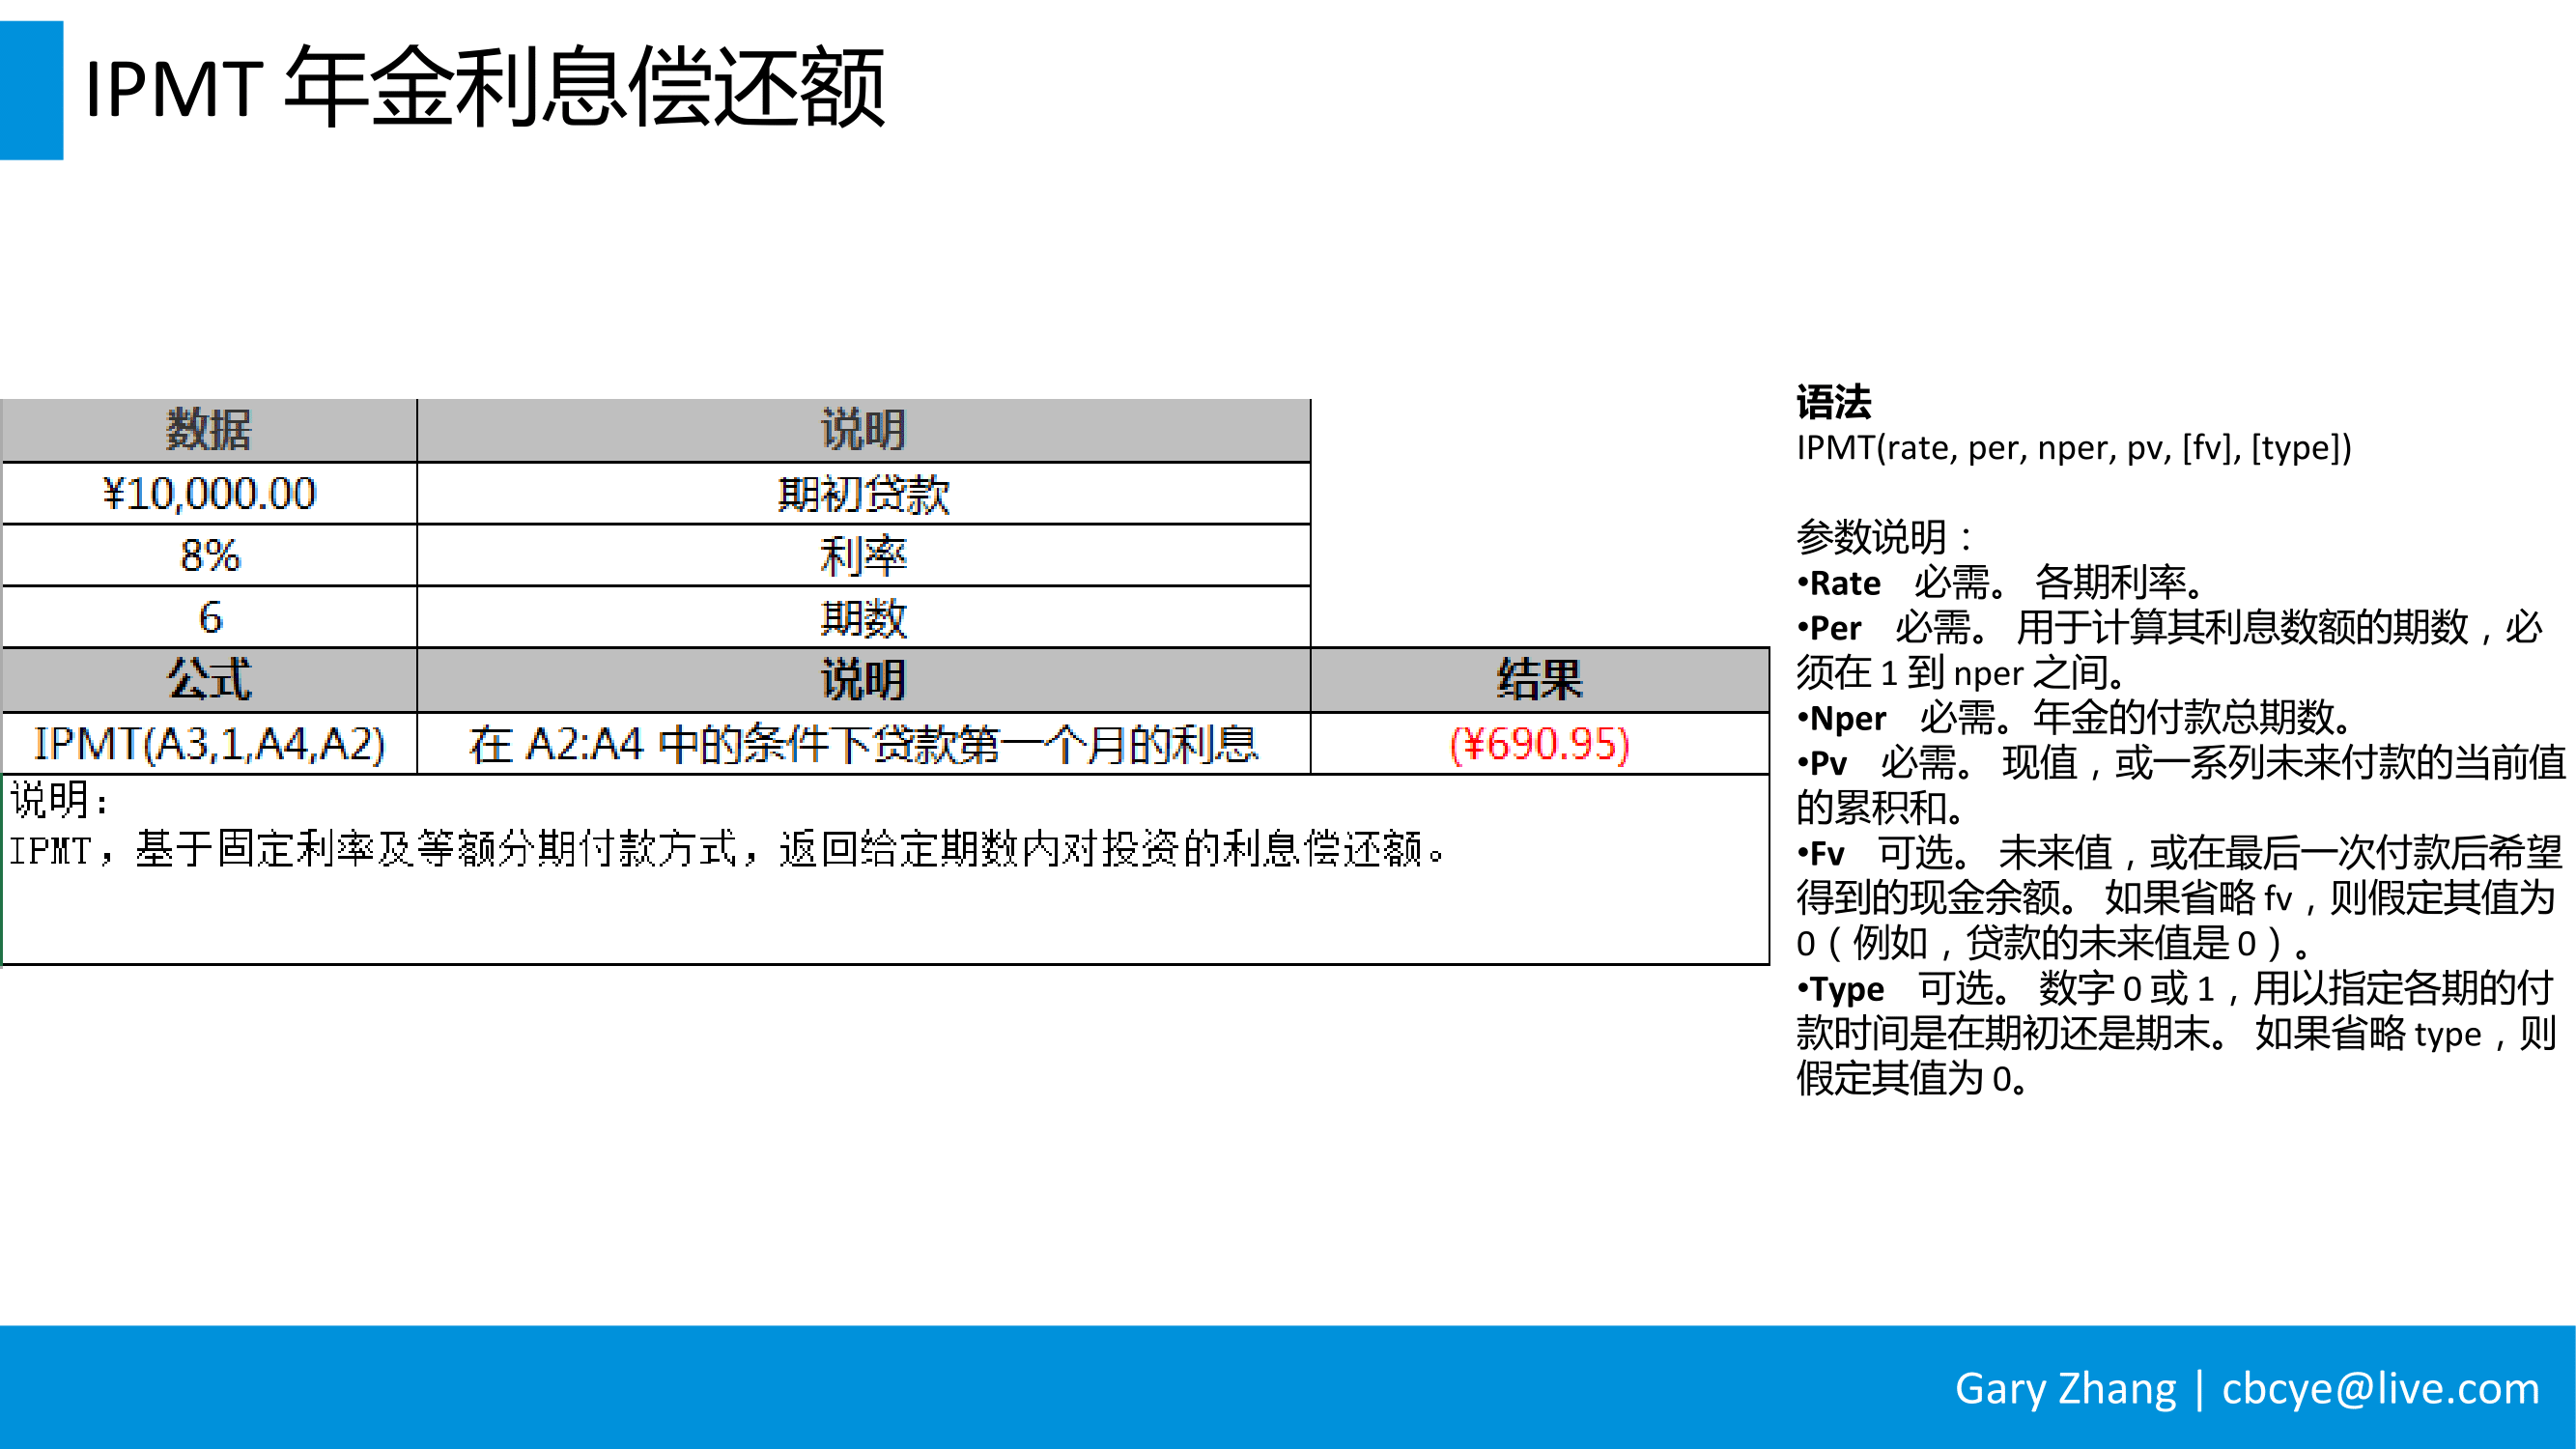 IPMT 年金利息偿还额
数据 说明
¥10,000.00 期初贷款
8% 利率
6 期数
公式 说明 结果
IPMT(A3,1,A4,A2) 在 A2:A4 中的条件下贷款第一个月的利息 (¥690.95)
说明：
IPMT，基于固定利率及等额分期付款方式，返回给定期数内对投资的利息偿还额。
语法
IPMT(rate, per, nper, pv, [fv], [type])
参数说明：
•Rate 必需。 各期利率。
•Per 必需。 用于计算其利息数额的期数，必
须在 1 到 nper 之间。
•Nper 必需。年金的付款总期数。
•Pv 必需。 现值，或一系列未来付款的当前值
的累积和。
•Fv 可选。 未来值，或在最后一次付款后希望
得到的现金余额。 如果省略 fv，则假定其值为
0（例如，贷款的未来值是 0）。
•Type 可选。 数字 0 或 1，用以指定各期的付
款时间是在期初还是期末。 如果省略 type，则
假定其值为 0。
Gary Zhang | cbcye@live.com